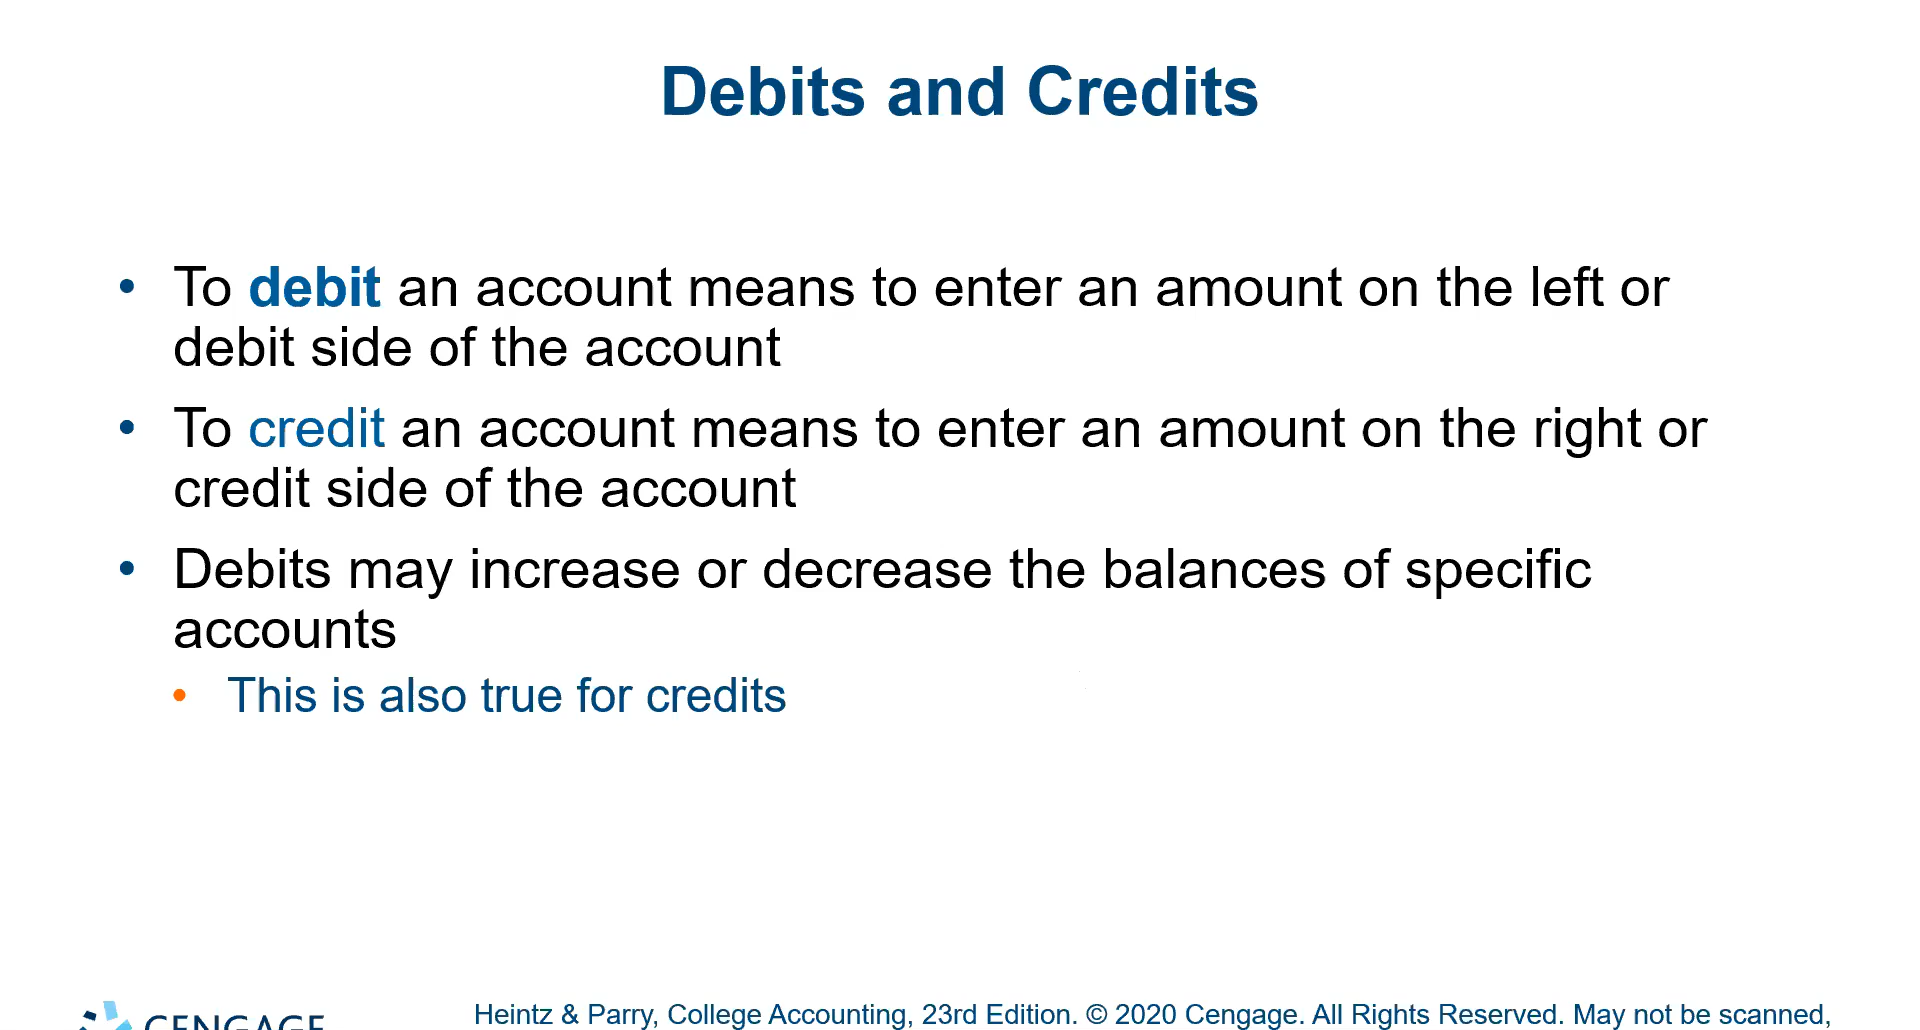 Debits and Credits
• To debit an account means to enter an amount on the left or
debit side of the account
• To credit an account means to enter an amount on the right or
credit side of the account
• Debits may increase or decrease the balances of specific
accounts
• This is also true for credits
CENGAGE
Heintz & Parry, College Accounting, 23rd Edition. © 2020 Cengage. All Rights Reserved. May not be scanned,